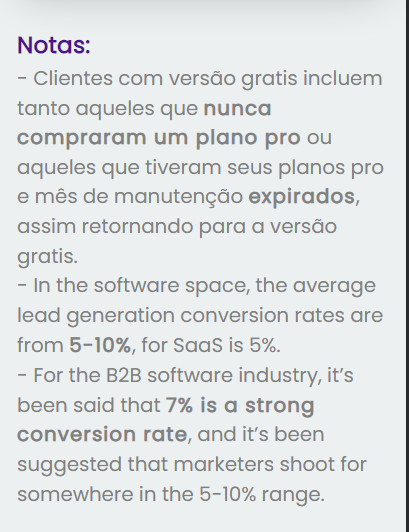 Notas:
- Clientes com versão gratis incluem
tanto aqueles que nunca
compraram um plano pro ou
aqueles que tiveram seus planos pro
e mês de manutenção expirados,
assim retornando para a versão
gratis.
- In the software space, the average
lead generation conversion rates are
from 5-10%, for SaaS is 5%.
- For the B2B software industry, it’s
been said that 7% is a strong
conversion rate, and it’s been
suggested that marketers shoot for
somewhere in the 5-10% range.